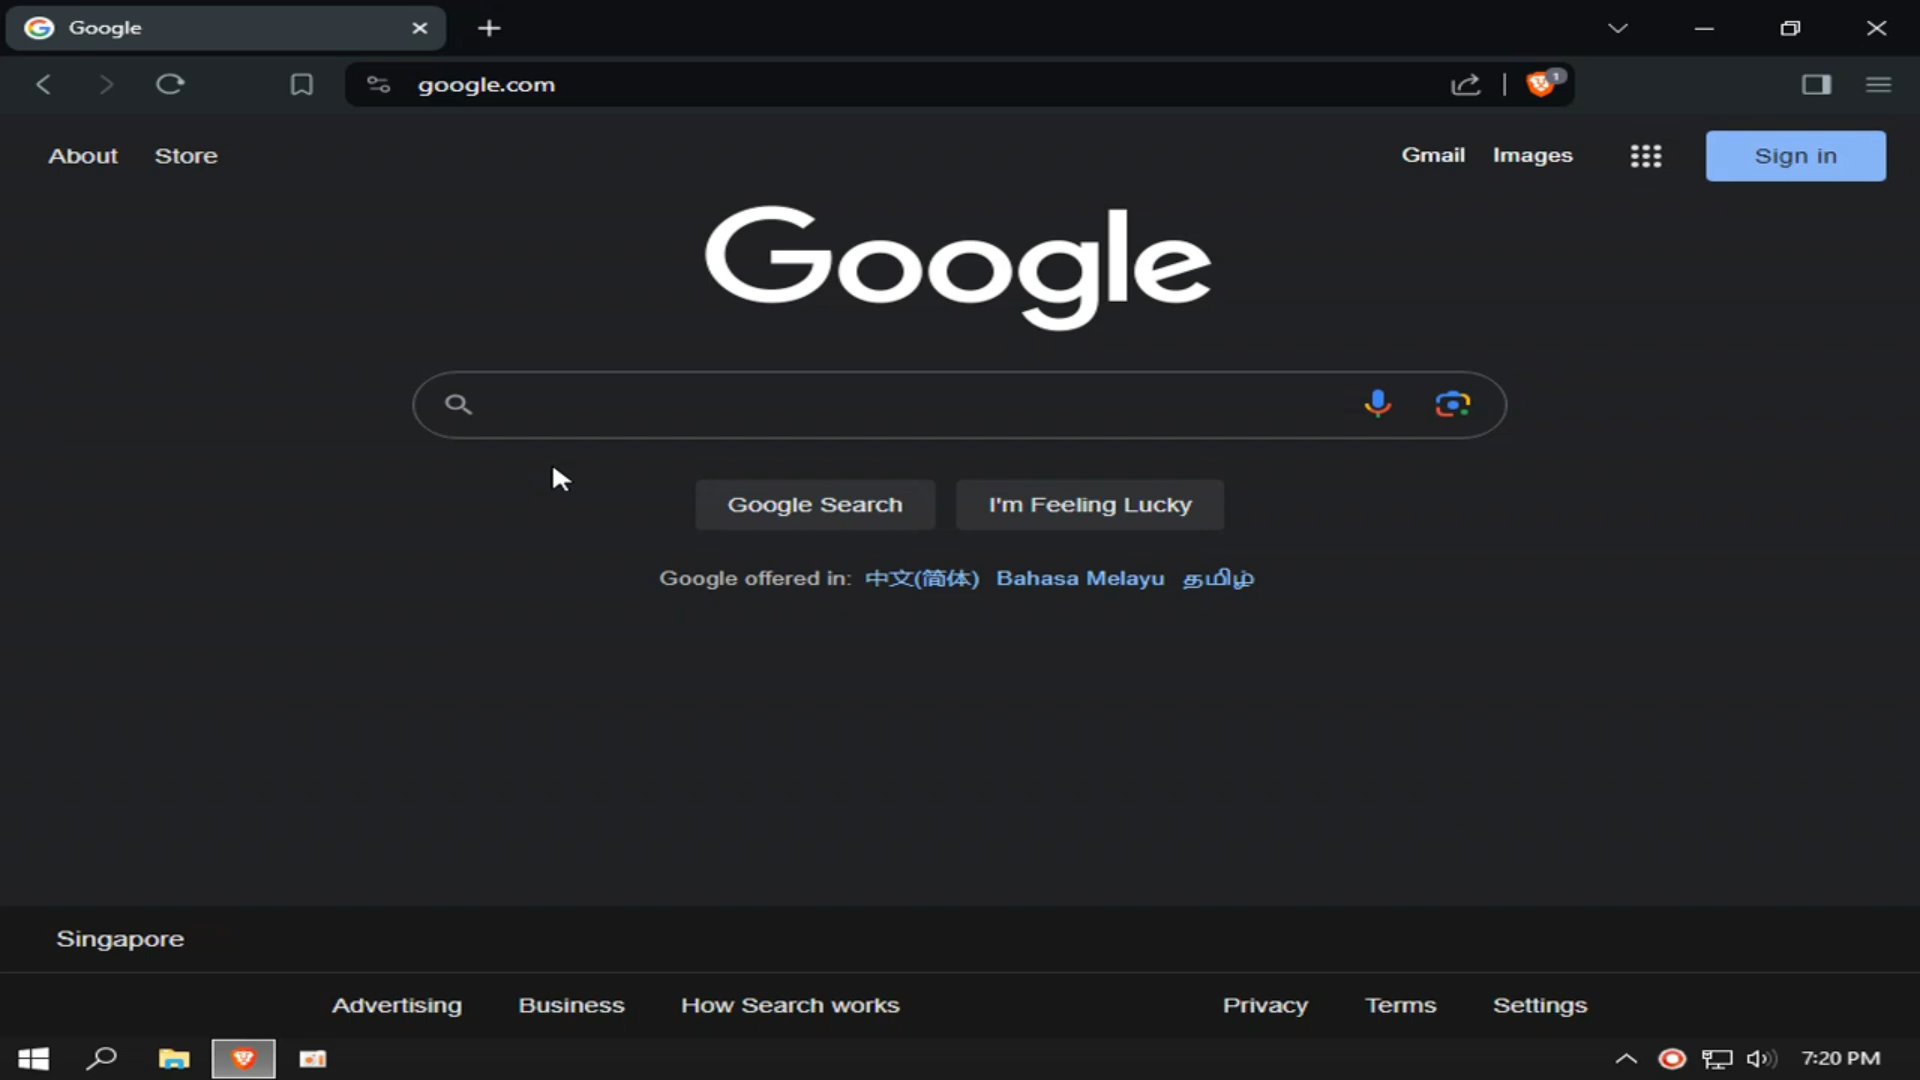 Google
google.com
1
About Store Gmail Images Sign in
Google
Google Search I'm Feeling Lucky
Google offered in: 中文(简体) Bahasa Melayu தமிழ்
Singapore
Advertising Business How Search works Privacy Terms Settings
7:20 PM